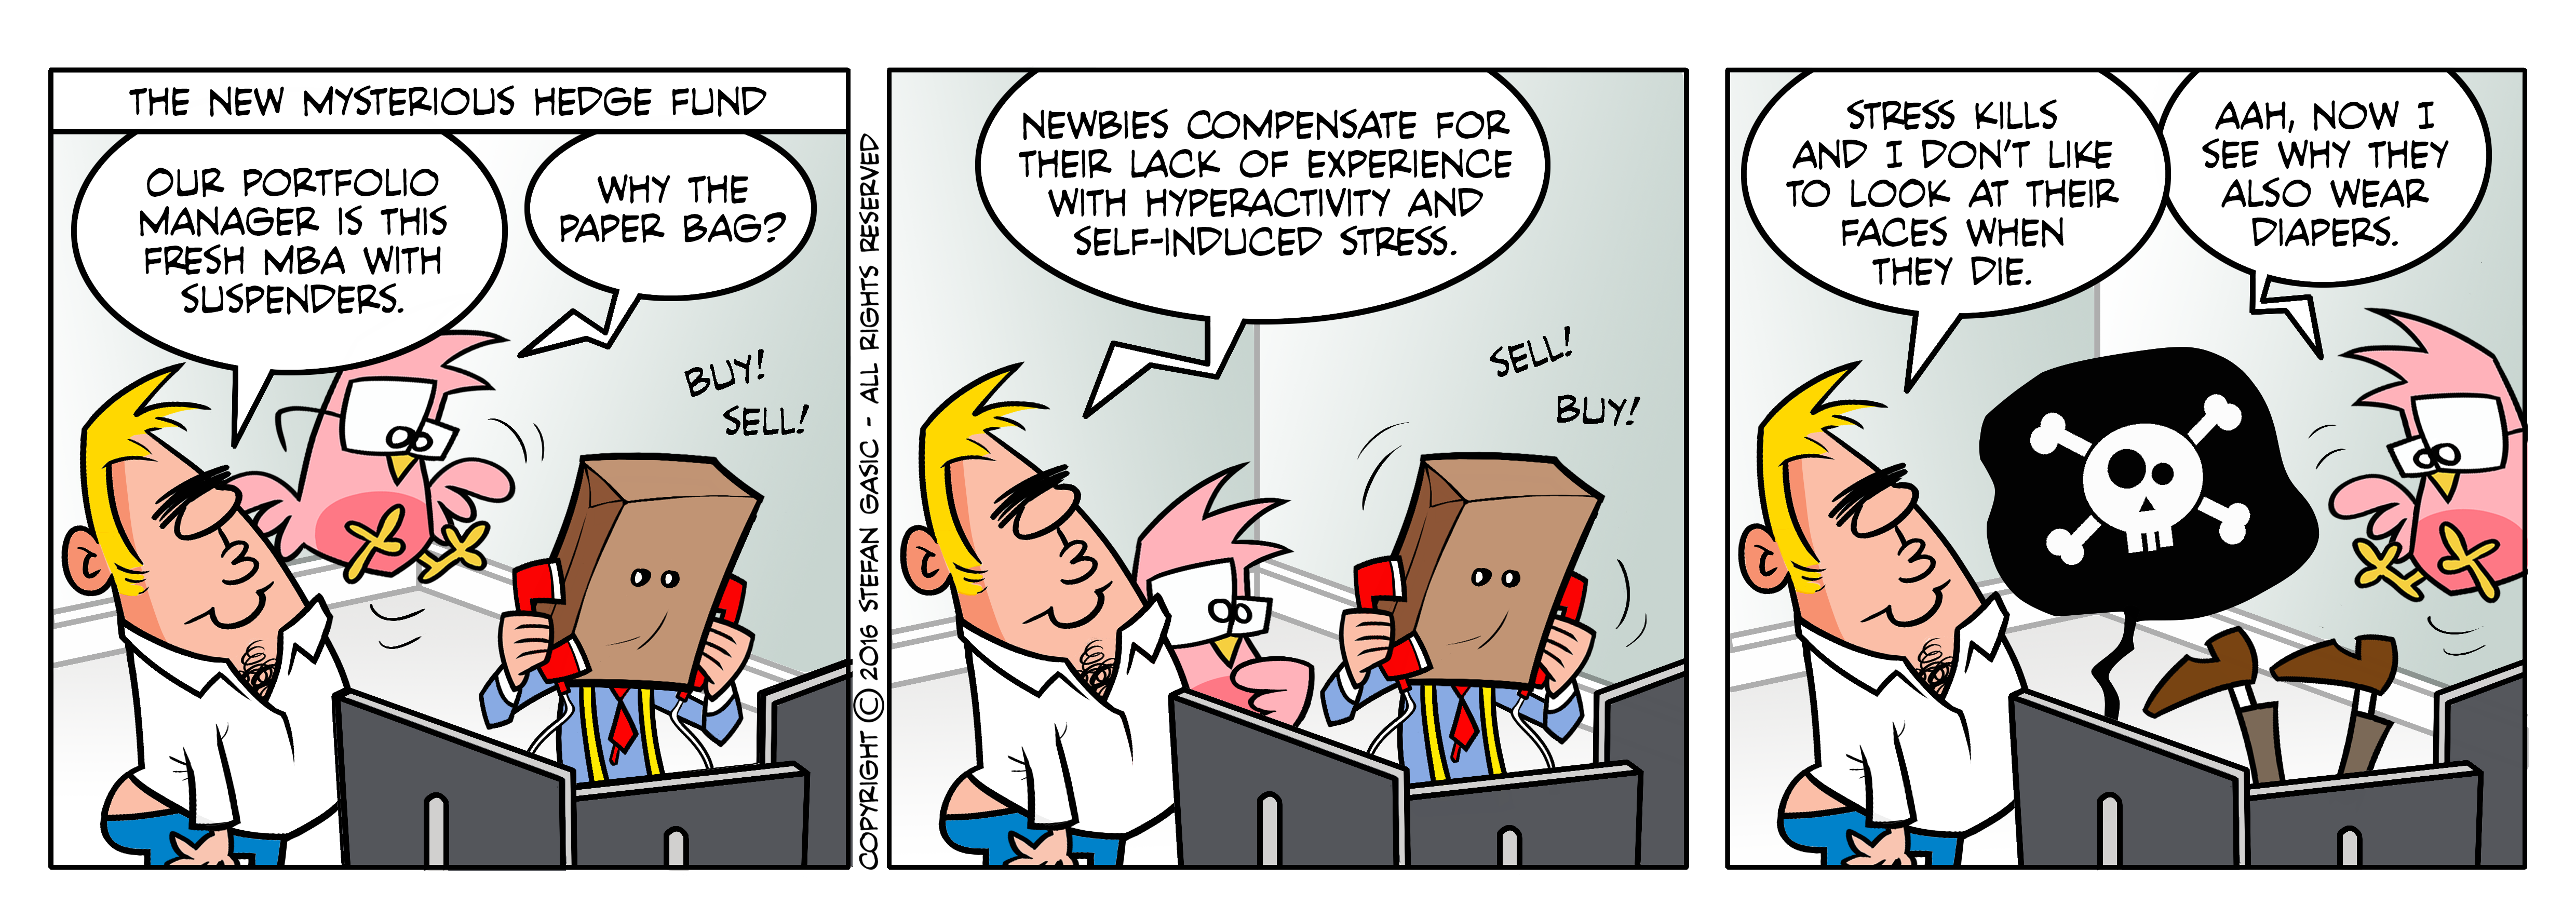 THE NEW MYSTERIOUS HEDGE FUND
OUR PORTFOLIO
MANAGER IS THIS
FRESH MBA WITH
SUSPENDERS.
WHY THE
PAPER BAG?
BUY!
SELL!
COPYRIGHT © 2016 STEFAN GASIC - ALL RIGHTS RESERVED
NEWBIES COMPENSATE FOR
THEIR LACK OF EXPERIENCE
WITH HYPERACTIVITY AND
SELF-INDUCED STRESS.
SELL!
BUY!
STRESS KILLS
AND I DON'T LIKE
TO LOOK AT THEIR
FACES WHEN
THEY DIE.
AAH, NOW I
SEE WHY THEY
ALSO WEAR
DIAPERS.